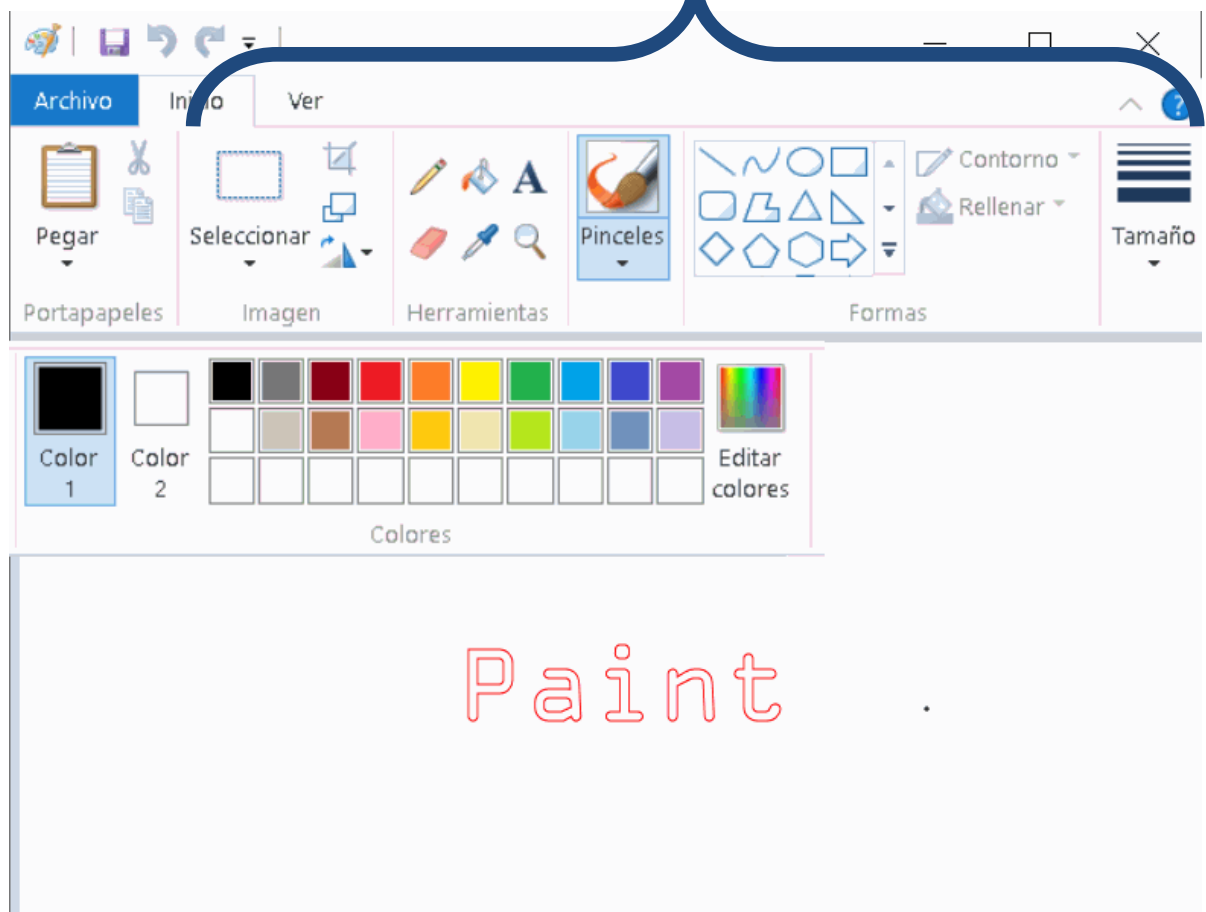 Archivo Inicio Ver
Pegar Seleccionar Pinceles Contorno Rellenar Tamaño
Portapapeles Imagen Herramientas Formas
Color 1 Color 2 Editar colores
Colores
Paint